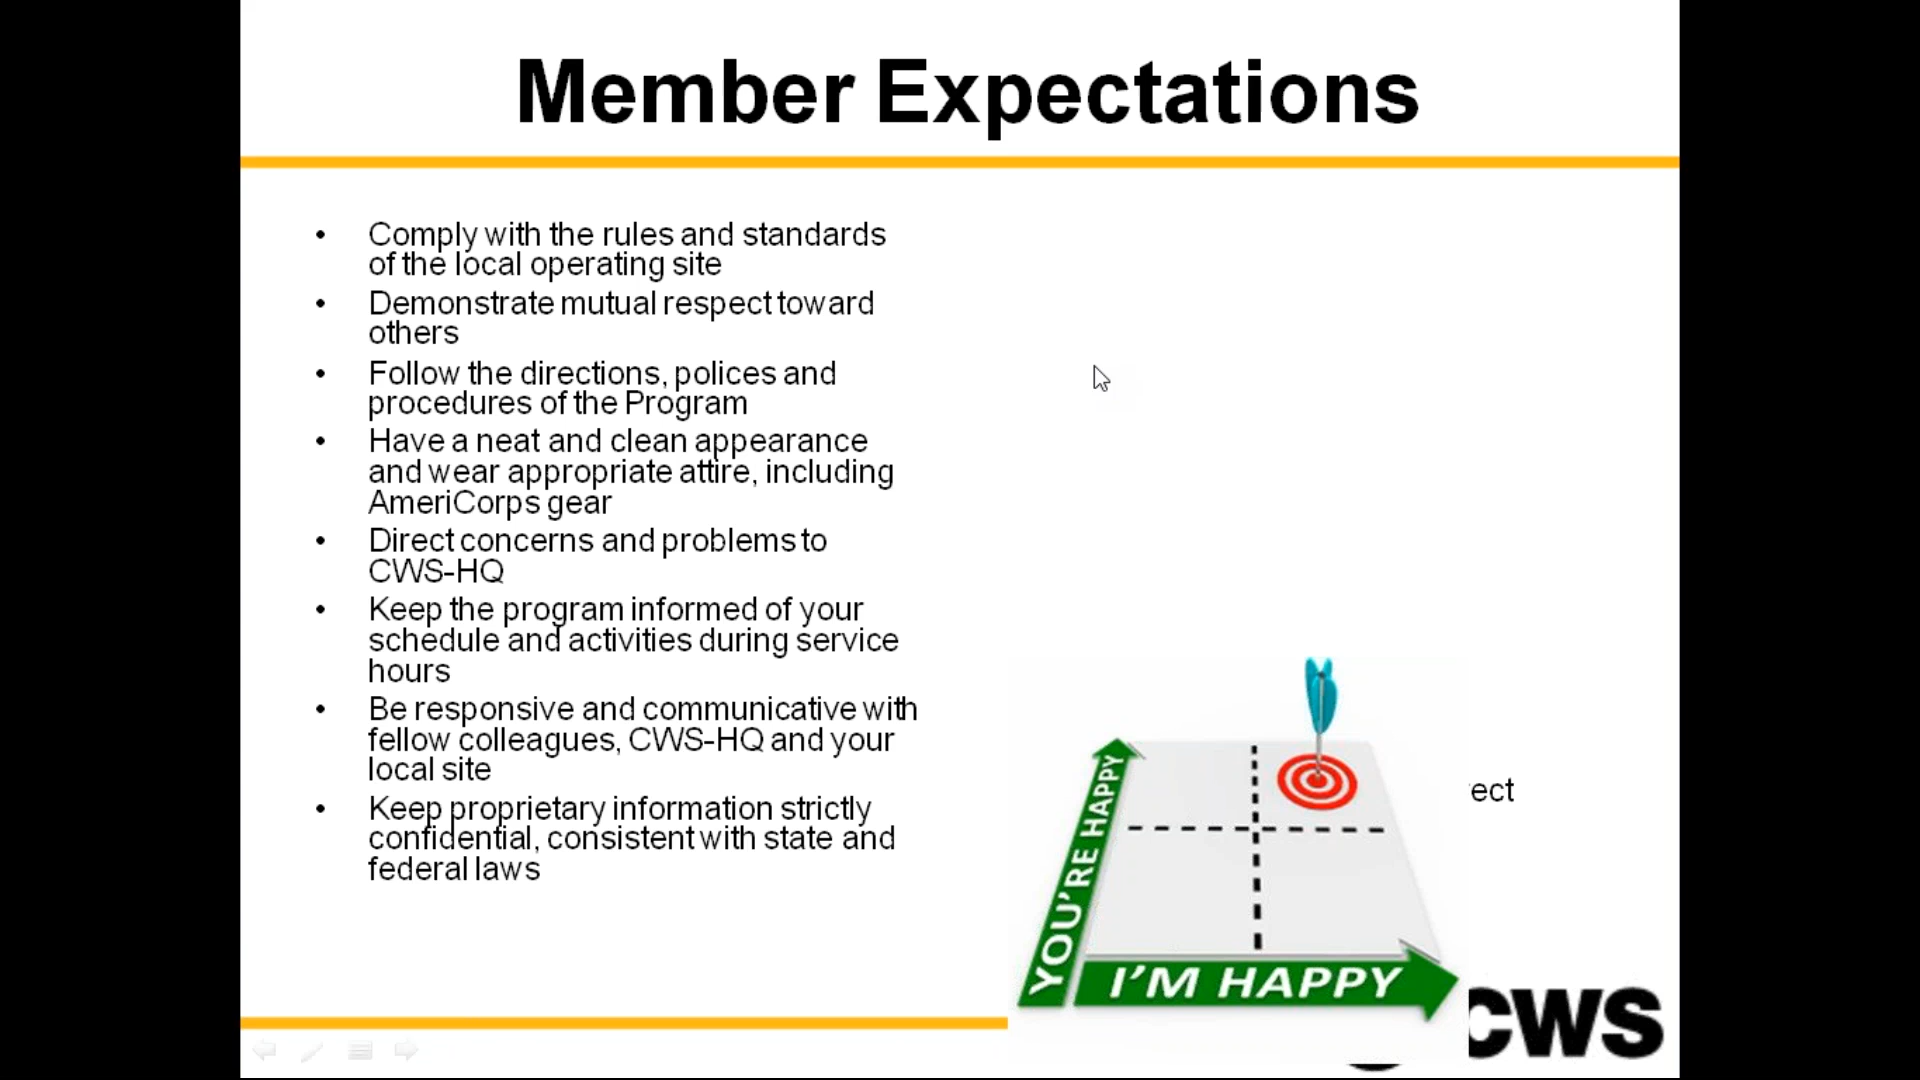 Member Expectations
• Comply with the rules and standards
of the local operating site
• Demonstrate mutual respect toward
others
• Follow the directions, polices and
procedures of the Program
• Have a neat and clean appearance
and wear appropriate attire, including
AmeriCorps gear
• Direct concerns and problems to
CWS-HQ
• Keep the program informed of your
schedule and activities during service
hours
• Be responsive and communicative with
fellow colleagues, CWS-HQ and your
local site
• Keep proprietary information strictly
confidential, consistent with state and
federal laws
rect
YOU'RE HAPPY
I'M HAPPY
CWS